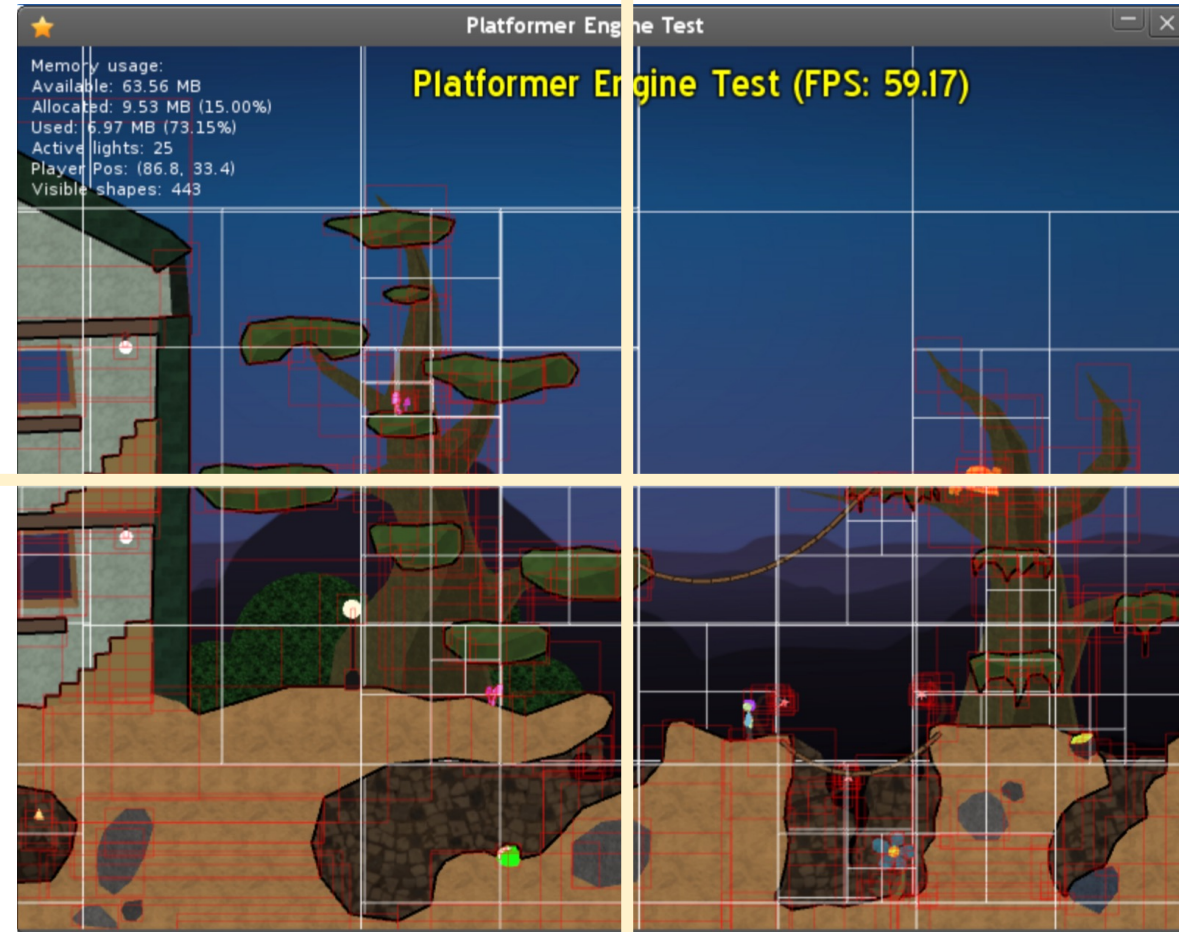 Platformer Engine Test
Memory usage:
Available: 63.56 MB
Allocated: 9.53 MB (15.00%)
Used: 6.97 MB (73.15%)
Active lights: 25
Player Pos: (86.8, 33.4)
Visible shapes: 443
Platformer Engine Test (FPS: 59.17)